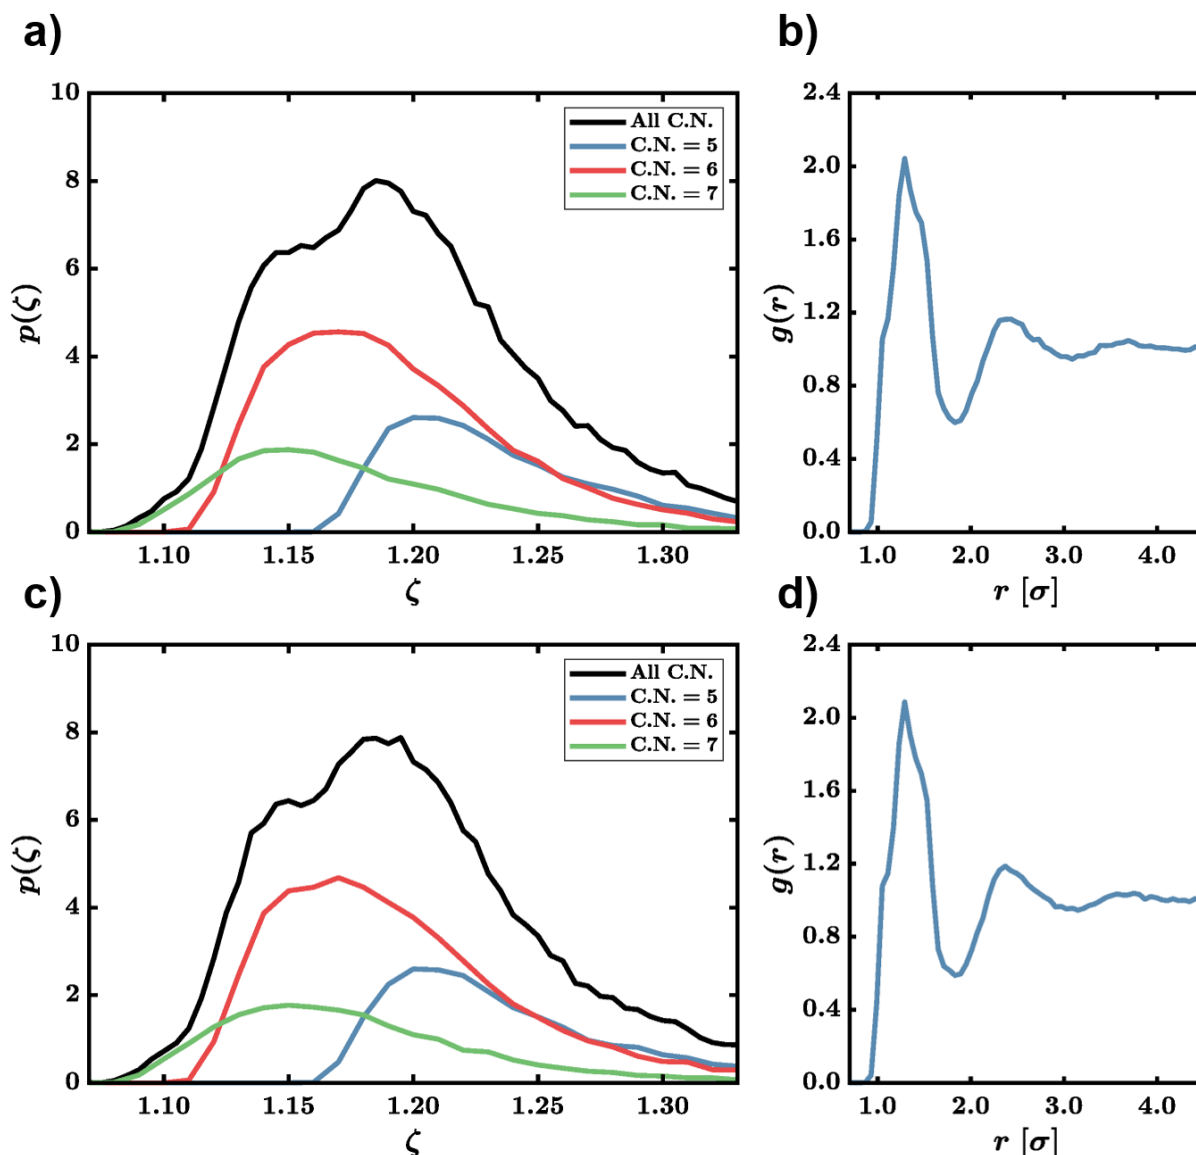 a)
b)
10
8
6
4
2
0
p(ζ)
All C.N.
C.N. = 5
C.N. = 6
C.N. = 7
1.10 1.15 1.20 1.25 1.30
ζ
2.4
2.0
1.6
1.2
0.8
0.4
0.0
g(r)
1.0 2.0 3.0 4.0
r [σ]
c)
d)
10
8
6
4
2
0
p(ζ)
All C.N.
C.N. = 5
C.N. = 6
C.N. = 7
1.10 1.15 1.20 1.25 1.30
ζ
2.4
2.0
1.6
1.2
0.8
0.4
0.0
g(r)
1.0 2.0 3.0 4.0
r [σ]